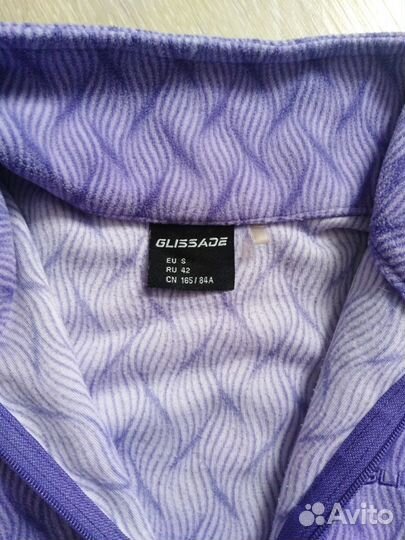 GLISSADE
EU S
RU 42
CN 165 / 84A
Avito